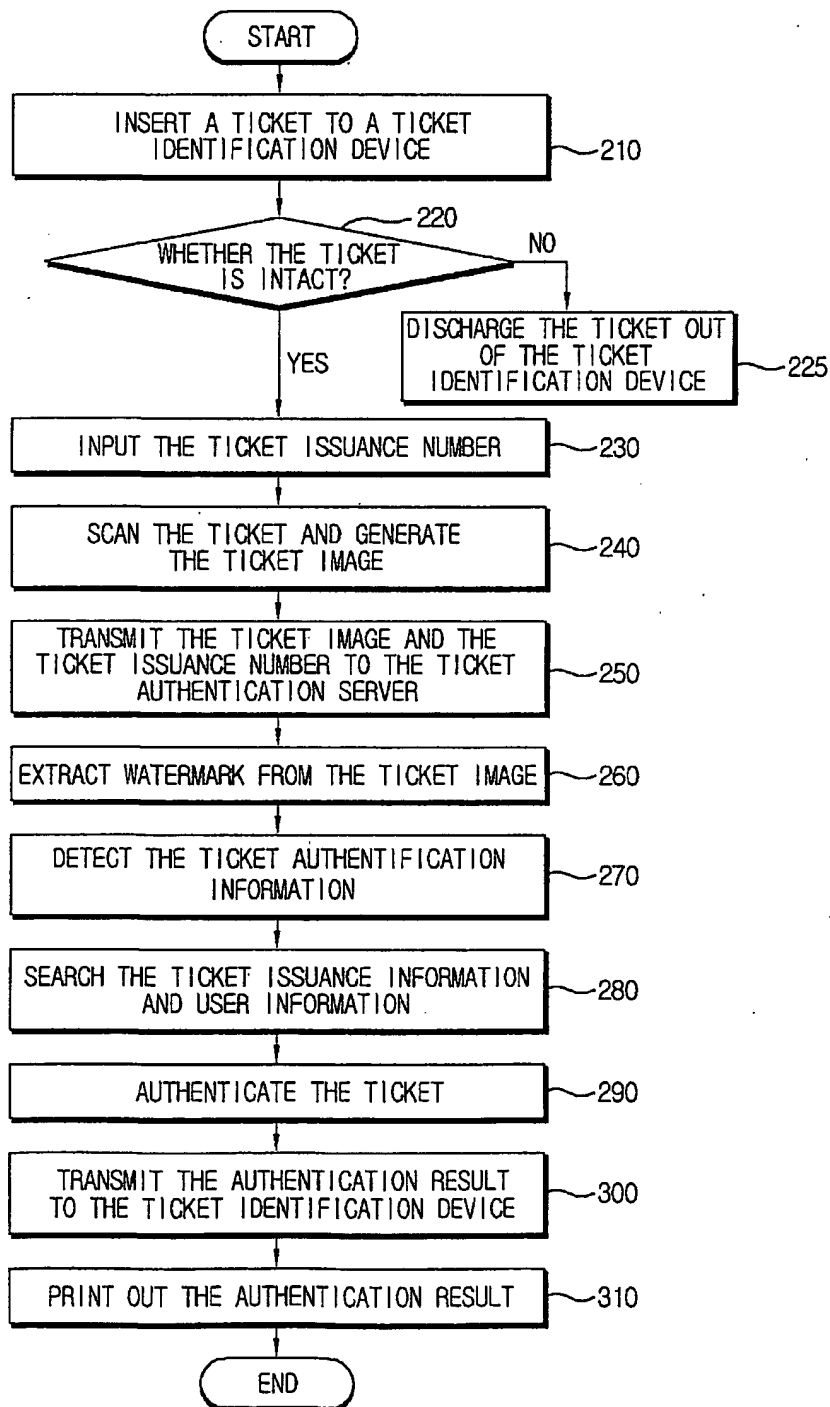 START
INSERT A TICKET TO A TICKET
IDENTIFICATION DEVICE
210
220
WHETHER THE TICKET
IS INTACT?
NO
DISCHARGE THE TICKET OUT
OF THE TICKET
IDENTIFICATION DEVICE
225
YES
INPUT THE TICKET ISSUANCE NUMBER
230
SCAN THE TICKET AND GENERATE
THE TICKET IMAGE
240
TRANSMIT THE TICKET IMAGE AND THE
TICKET ISSUANCE NUMBER TO THE TICKET
AUTHENTICATION SERVER
250
EXTRACT WATERMARK FROM THE TICKET IMAGE
260
DETECT THE TICKET AUTHENTIFICATION
INFORMATION
270
SEARCH THE TICKET ISSUANCE INFORMATION
AND USER INFORMATION
280
AUTHENTICATE THE TICKET
290
TRANSMIT THE AUTHENTICATION RESULT
TO THE TICKET IDENTIFICATION DEVICE
300
PRINT OUT THE AUTHENTICATION RESULT
310
END